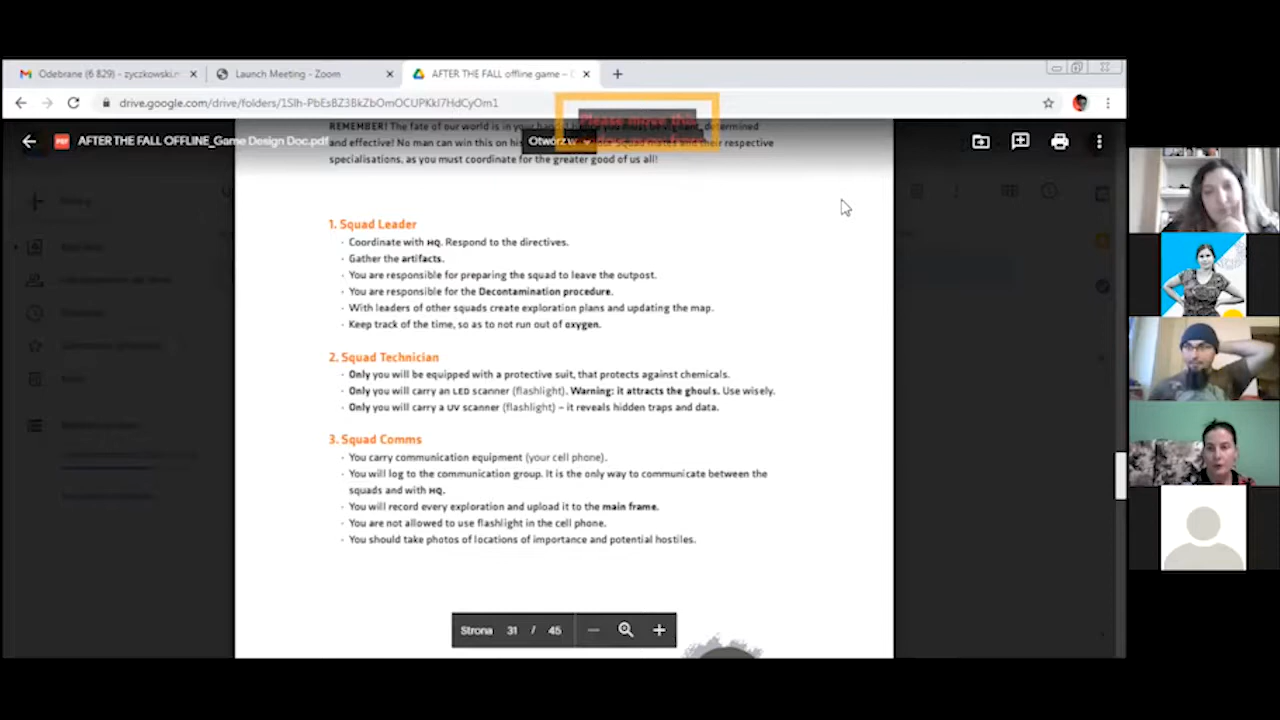 Odebrane (6 829) - zyczkowski.r
Launch Meeting - Zoom
AFTER THE FALL offline game –
drive.google.com/drive/folders/1SIh-PbEsBZ3BkZbOmOCUPKkI7HdCyOm1
Please move this
REMEMBER! The fate of our world is in your determined
AFTER THE FALL OFFLINE_Game Design Doc.pdf
Otwórz w
and effective! No man can win this on his Squad mates and their respective
specialisations, as you must coordinate for the greater good of us all!
1. Squad Leader
· Coordinate with HQ. Respond to the directives.
· Gather the artifacts.
· You are responsible for preparing the squad to leave the outpost.
· You are responsible for the Decontamination procedure.
· With leaders of other squads create exploration plans and updating the map.
· Keep track of the time, so as to not run out of oxygen.
2. Squad Technician
· Only you will be equipped with a protective suit, that protects against chemicals.
· Only you will carry an LED scanner (flashlight). Warning: it attracts the ghouls. Use wisely.
· Only you will carry a UV scanner (flashlight) – it reveals hidden traps and data.
3. Squad Comms
· You carry communication equipment (your cell phone).
· You will log to the communication group. It is the only way to communicate between the
squads and with HQ.
· You will record every exploration and upload it to the main frame.
· You are not allowed to use flashlight in the cell phone.
· You should take photos of locations of importance and potential hostiles.
Strona 31 / 45